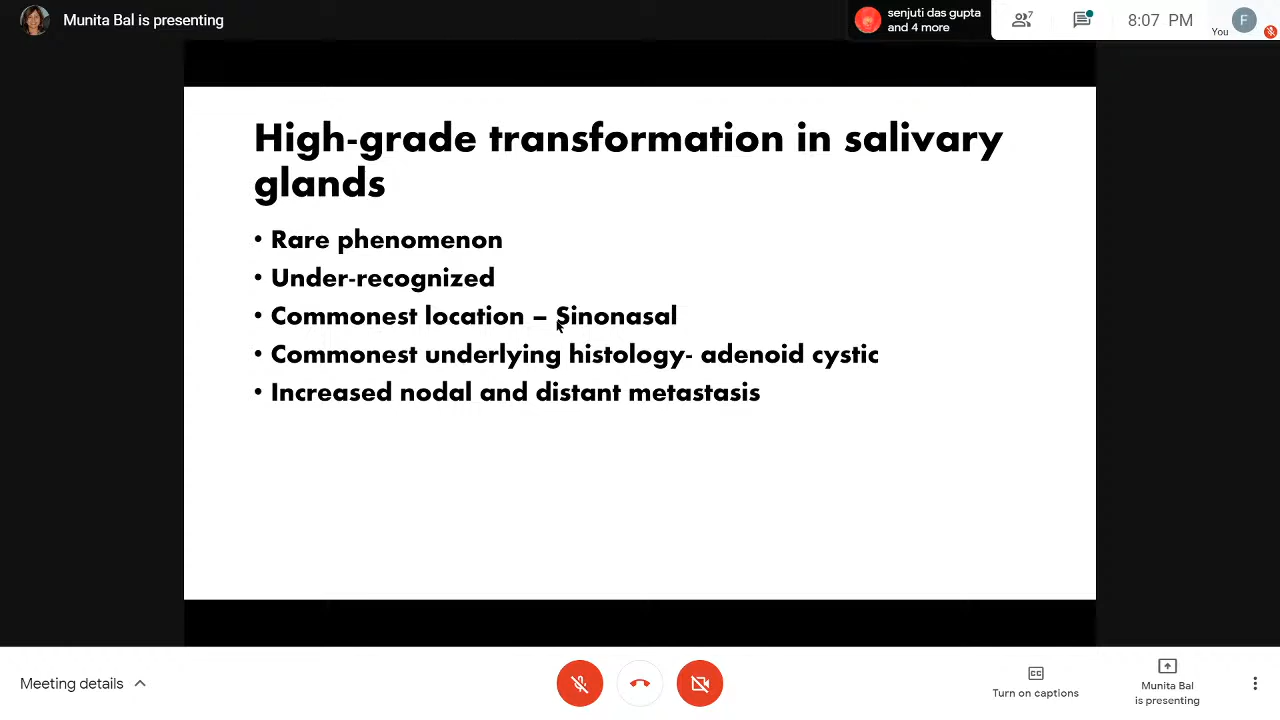 Munita Bal is presenting
senjuti das gupta
and 4 more
7
8:07 PM
You
F
High-grade transformation in salivary
glands
• Rare phenomenon
• Under-recognized
• Commonest location – Sinonasal
• Commonest underlying histology- adenoid cystic
• Increased nodal and distant metastasis
Meeting details
CC
Turn on captions
Munita Bal
is presenting